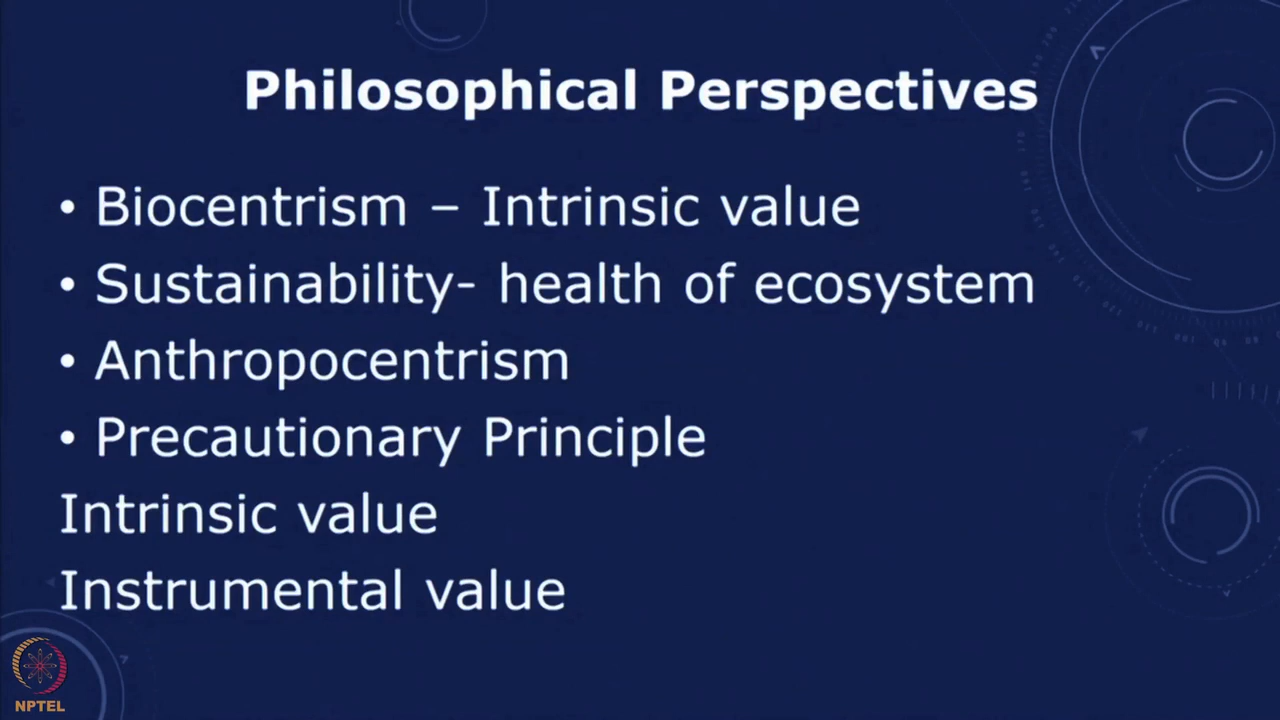 Philosophical Perspectives
• Biocentrism – Intrinsic value
• Sustainability- health of ecosystem
• Anthropocentrism
• Precautionary Principle
Intrinsic value
Instrumental value
NPTEL